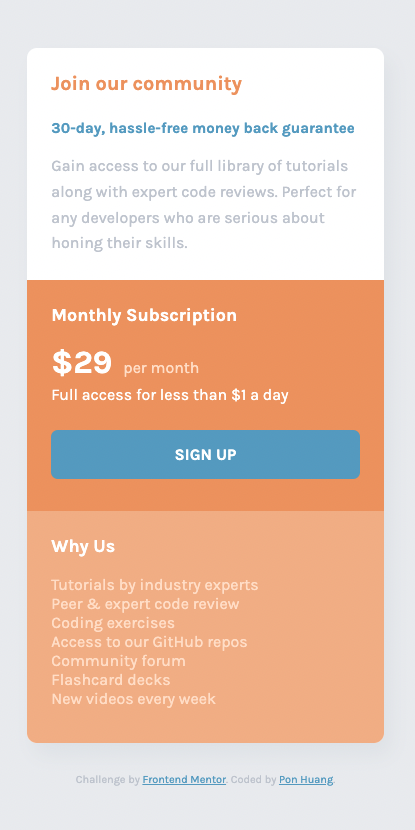 Join our community
30-day, hassle-free money back guarantee
Gain access to our full library of tutorials
along with expert code reviews. Perfect for
any developers who are serious about
honing their skills.
Monthly Subscription
$29 per month
Full access for less than $1 a day
SIGN UP
Why Us
Tutorials by industry experts
Peer & expert code review
Coding exercises
Access to our GitHub repos
Community forum
Flashcard decks
New videos every week
Challenge by Frontend Mentor. Coded by Pon Huang.